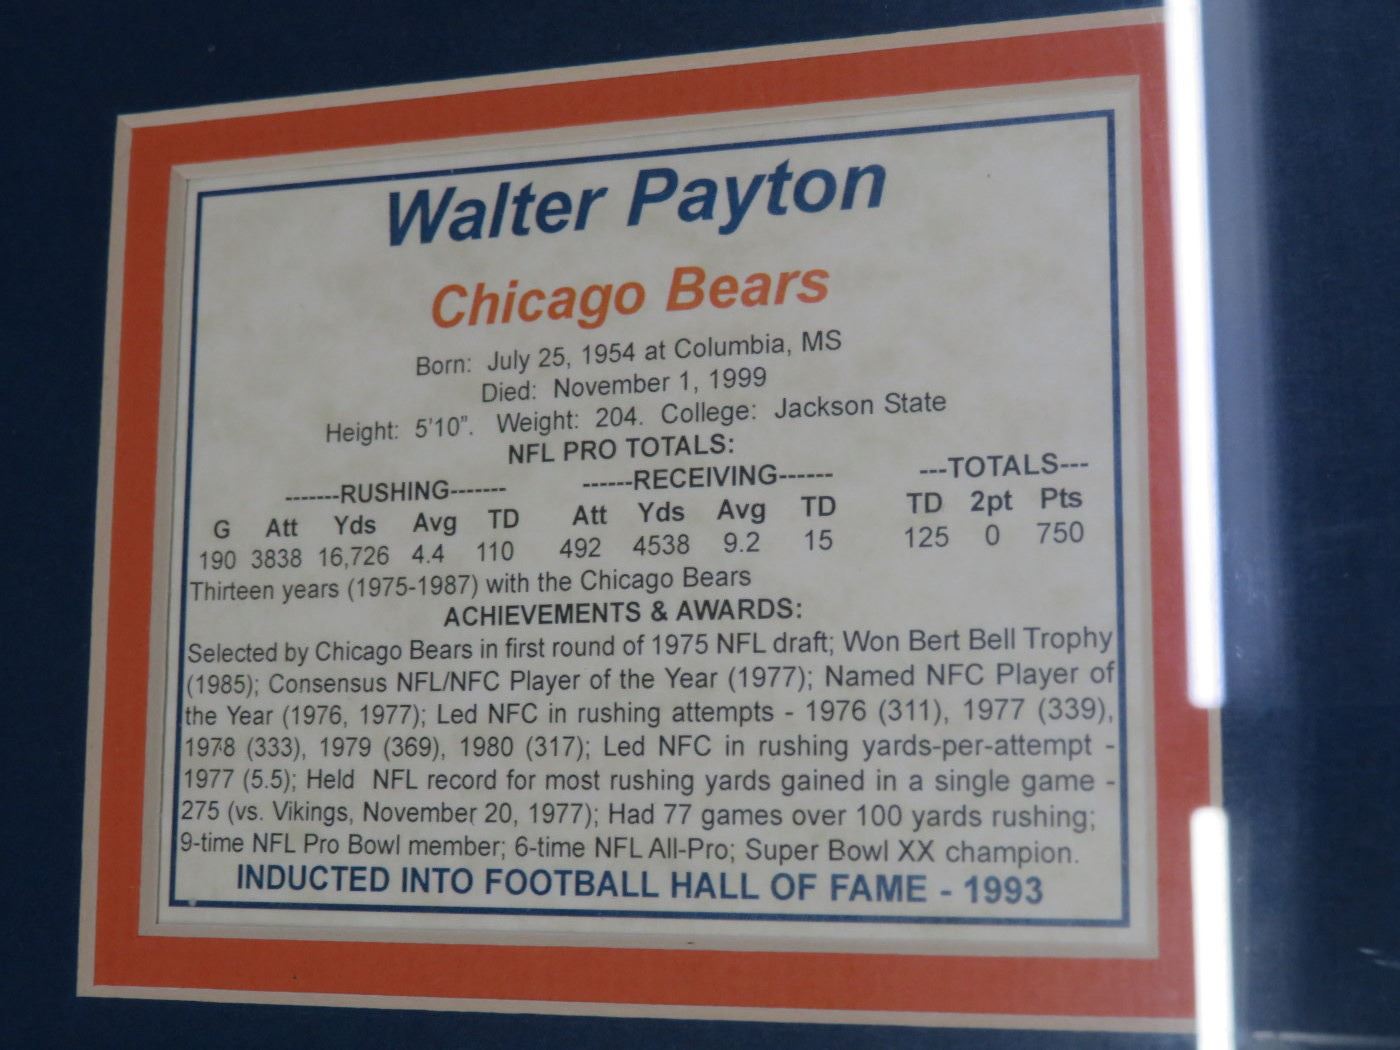 Walter Payton
Chicago Bears
Born: July 25, 1954 at Columbia, MS
Died: November 1, 1999
Height: 5'10". Weight: 204. College: Jackson State
NFL PRO TOTALS:
-------RUSHING------- ------RECEIVING------ ---TOTALS---
G Att Yds Avg TD Att Yds Avg TD TD 2pt Pts
190 3838 16,726 4.4 110 492 4538 9.2 15 125 0 750
Thirteen years (1975-1987) with the Chicago Bears
ACHIEVEMENTS & AWARDS:
Selected by Chicago Bears in first round of 1975 NFL draft; Won Bert Bell Trophy
(1985); Consensus NFL/NFC Player of the Year (1977); Named NFC Player of
the Year (1976, 1977); Led NFC in rushing attempts - 1976 (311), 1977 (339),
1978 (333), 1979 (369), 1980 (317); Led NFC in rushing yards-per-attempt -
1977 (5.5); Held NFL record for most rushing yards gained in a single game -
275 (vs. Vikings, November 20, 1977); Had 77 games over 100 yards rushing;
9-time NFL Pro Bowl member; 6-time NFL All-Pro; Super Bowl XX champion.
INDUCTED INTO FOOTBALL HALL OF FAME - 1993